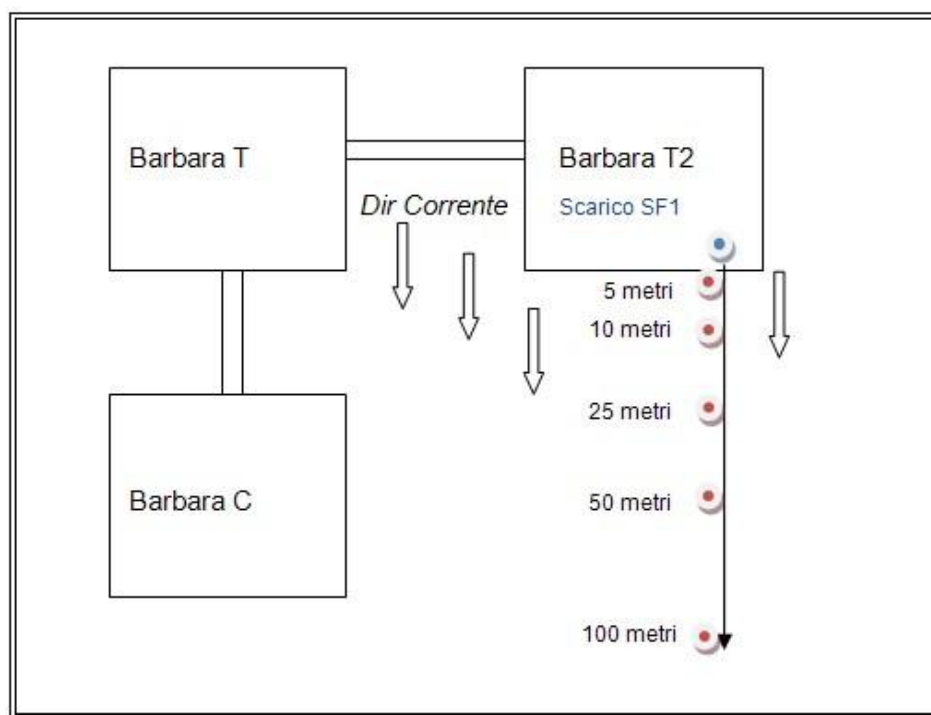 Barbara T
Barbara T2
Dir Corrente
Scarico SF1
5 metri
10 metri
25 metri
Barbara C
50 metri
100 metri